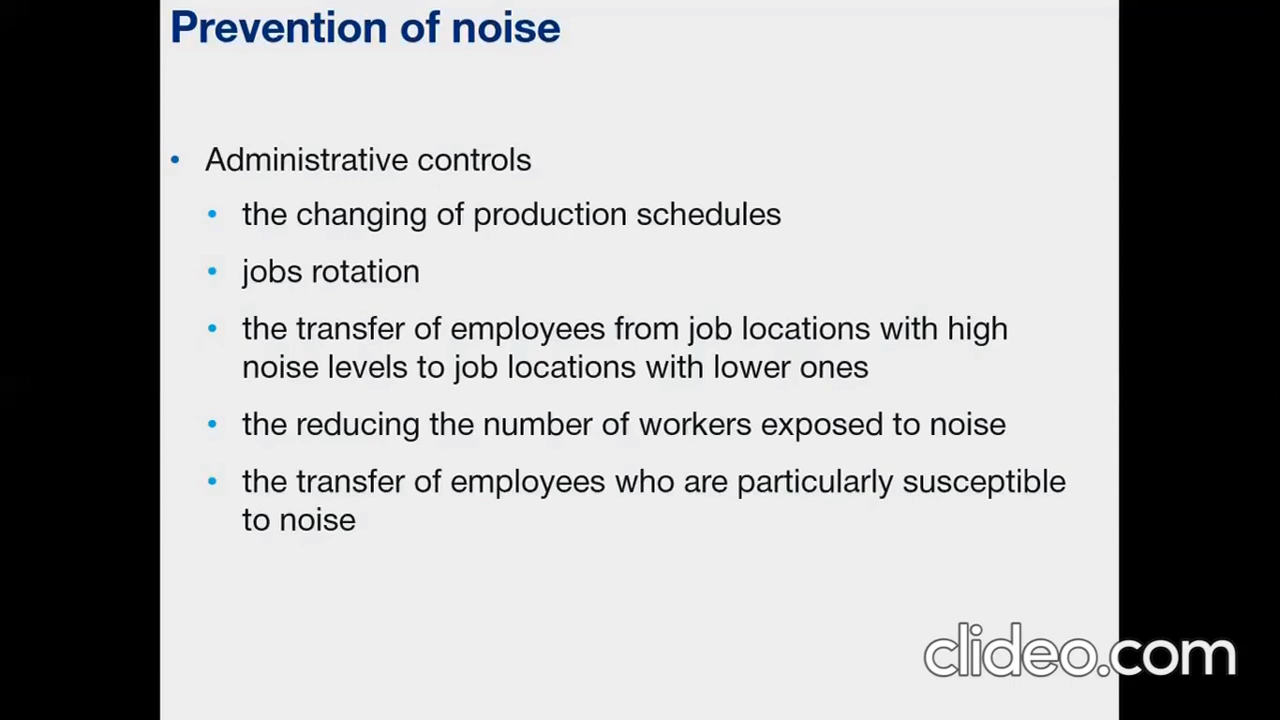 Prevention of noise
• Administrative controls
• the changing of production schedules
• jobs rotation
• the transfer of employees from job locations with high
noise levels to job locations with lower ones
• the reducing the number of workers exposed to noise
• the transfer of employees who are particularly susceptible
to noise
clideo.com